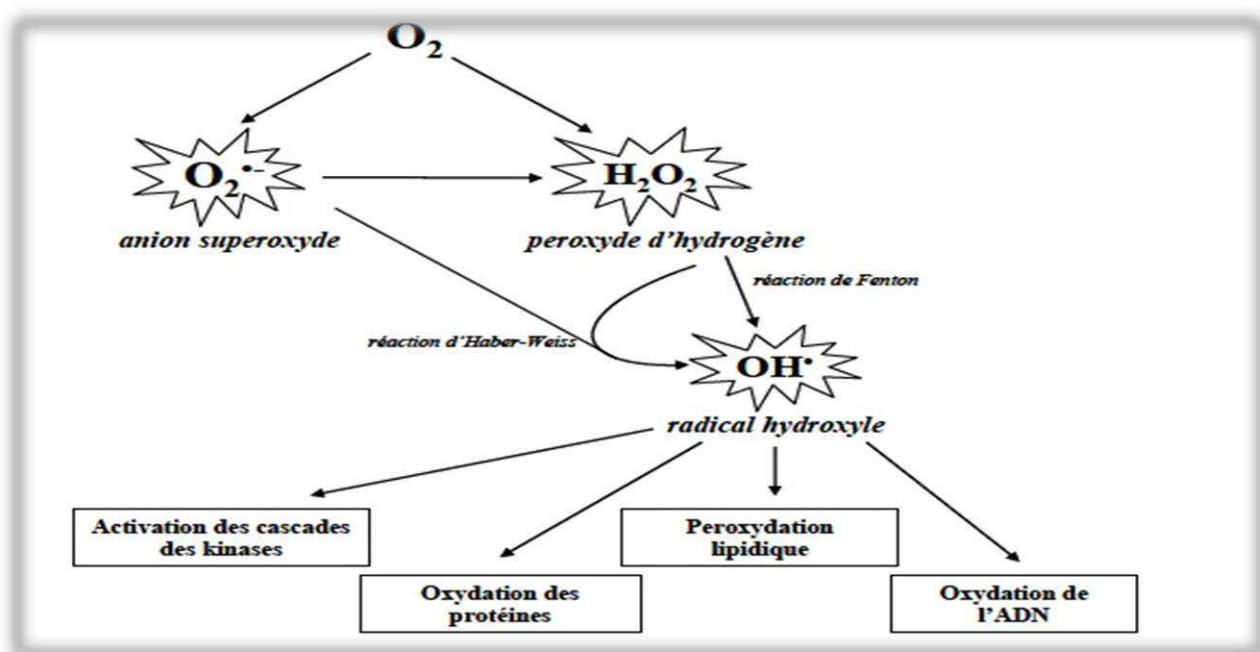 O₂
O₂•-
H₂O₂
anion superoxyde
peroxyde d'hydrogène
réaction de Fenton
réaction d'Haber-Weiss
OH•
radical hydroxyle
Activation des cascades
des kinases
Peroxydation
lipidique
Oxydation des
protéines
Oxydation de
l'ADN